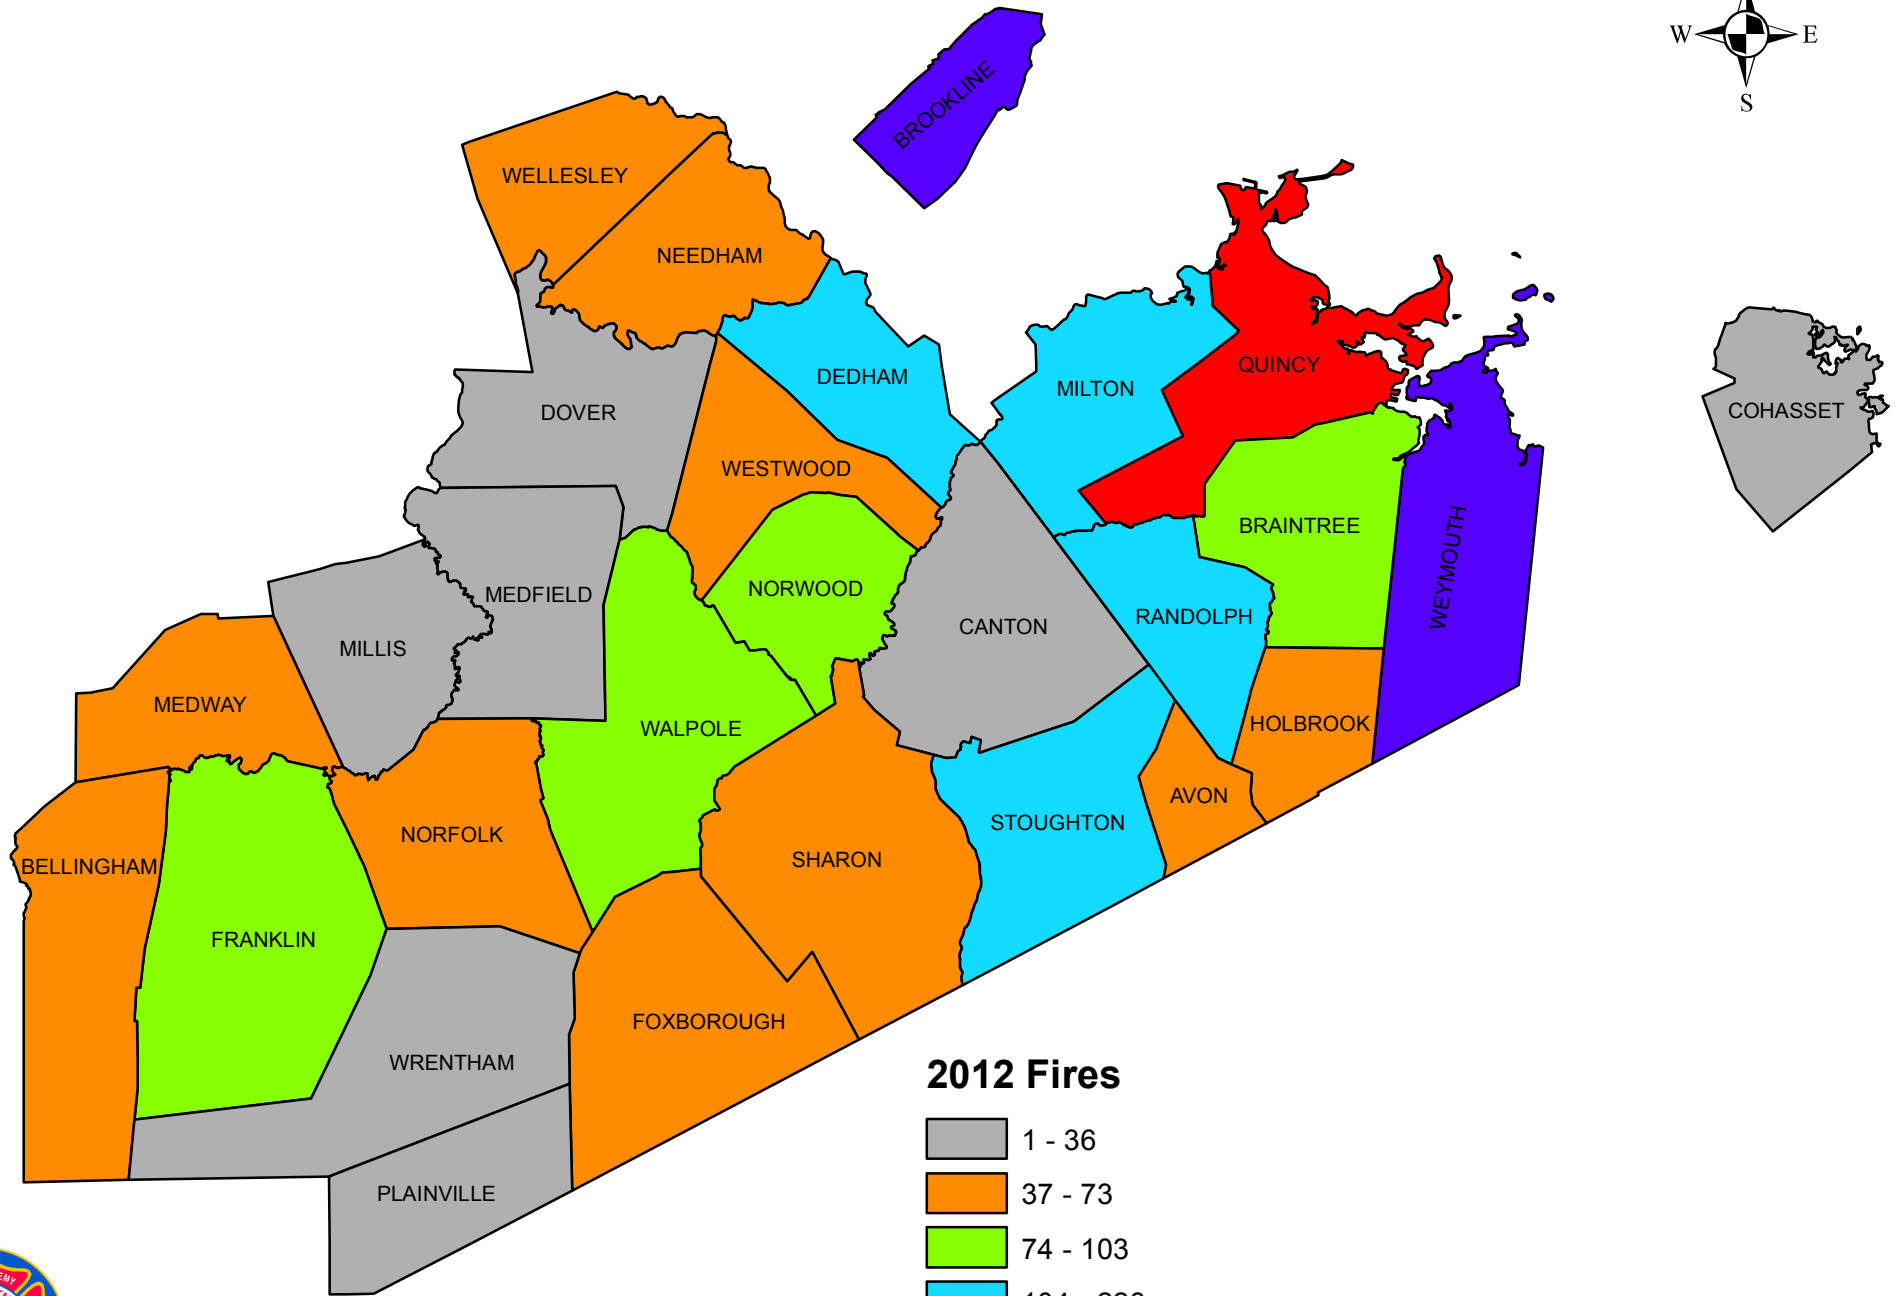 W E
S
BROOKLINE
WELLESLEY
NEEDHAM
DEDHAM
MILTON
QUINCY
COHASSET
DOVER
WESTWOOD
BRAINTREE
WEYMOUTH
MEDFIELD
NORWOOD
RANDOLPH
CANTON
MILLIS
MEDWAY
WALPOLE
HOLBROOK
AVON
STOUGHTON
NORFOLK
SHARON
BELLINGHAM
FRANKLIN
FOXBOROUGH
WRENTHAM
PLAINVILLE
2012 Fires
1 - 36
37 - 73
74 - 103